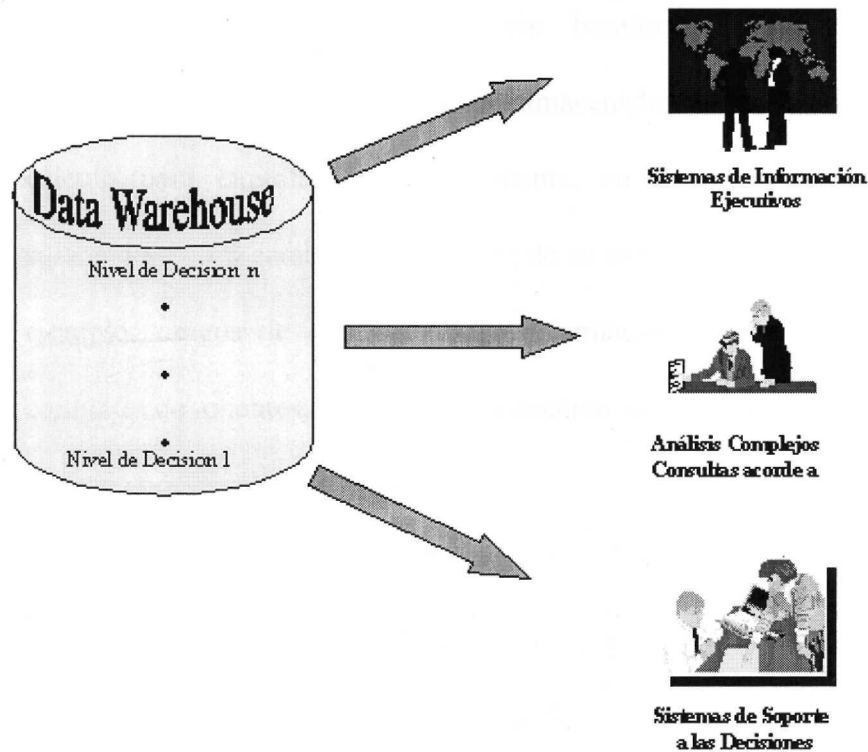 Data Warehouse
Nivel de Decision n
Nivel de Decision 1
Sistemas de Información
Ejecutivos
Análisis Complejos
Consultas acorde a
Sistemas de Soporte
a las Decisiones